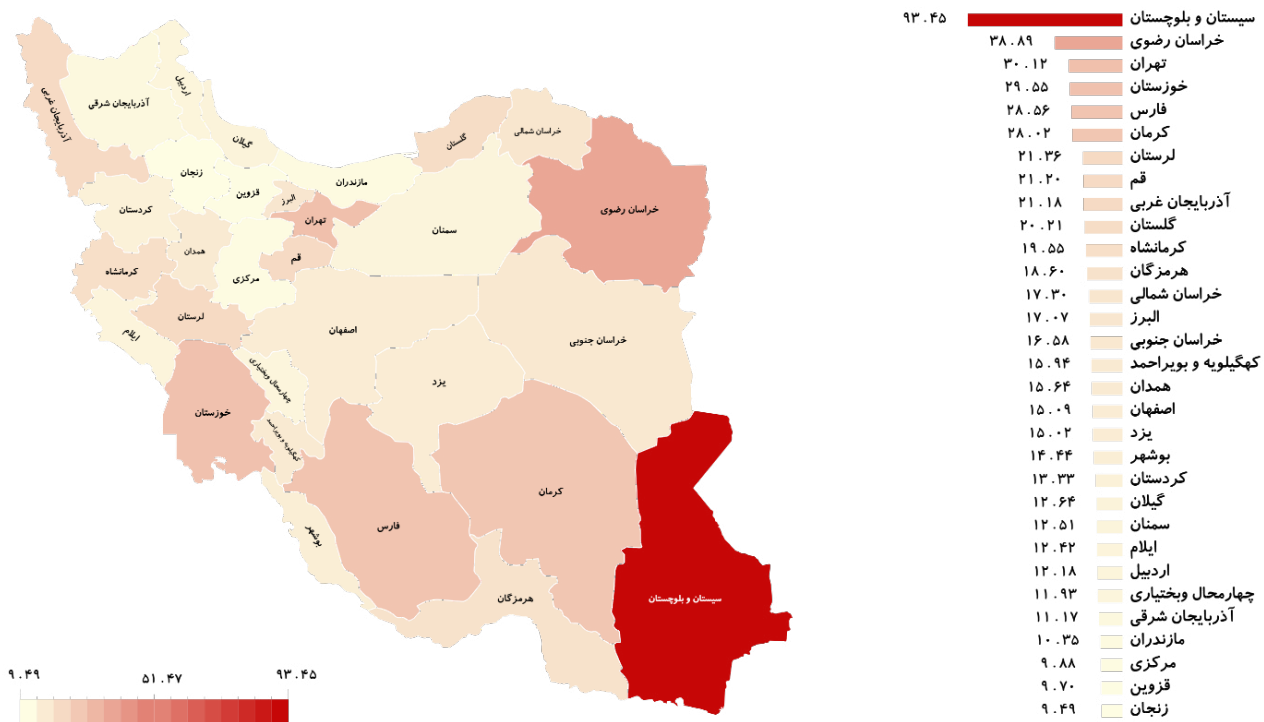 آذربایجان غربی
آذربایجان شرقی
اردبیل
گیلان
زنجان
قزوین
مازندران
البرز
تهران
گلستان
خراسان شمالی
خراسان رضوی
سمنان
کردستان
همدان
کرمانشاه
مرکزی
قم
لرستان
ایلام
اصفهان
خراسان جنوبی
یزد
چهارمحال وبختیاری
خوزستان
کهگیلویه و بویراحمد
کرمان
فارس
بوشهر
هرمزگان
سیستان و بلوچستان
۹.۴۹ ۵۱.۴۷ ۹۳.۴۵
سیستان و بلوچستان ۹۳.۴۵
خراسان رضوی ۳۸.۸۹
تهران ۳۰.۱۲
خوزستان ۲۹.۵۵
فارس ۲۸.۵۶
کرمان ۲۸.۰۲
لرستان ۲۱.۳۶
قم ۲۱.۲۰
آذربایجان غربی ۲۱.۱۸
گلستان ۲۰.۲۱
کرمانشاه ۱۹.۵۵
هرمزگان ۱۸.۶۰
خراسان شمالی ۱۷.۳۰
البرز ۱۷.۰۷
خراسان جنوبی ۱۶.۵۸
کهگیلویه و بویراحمد ۱۵.۹۴
همدان ۱۵.۶۴
اصفهان ۱۵.۰۹
یزد ۱۵.۰۲
بوشهر ۱۴.۴۴
کردستان ۱۳.۳۳
گیلان ۱۲.۶۴
سمنان ۱۲.۵۱
ایلام ۱۲.۴۲
اردبیل ۱۲.۱۸
چهارمحال وبختیاری ۱۱.۹۳
آذربایجان شرقی ۱۱.۱۷
مازندران ۱۰.۳۵
مرکزی ۹.۸۸
قزوین ۹.۷۰
زنجان ۹.۴۹